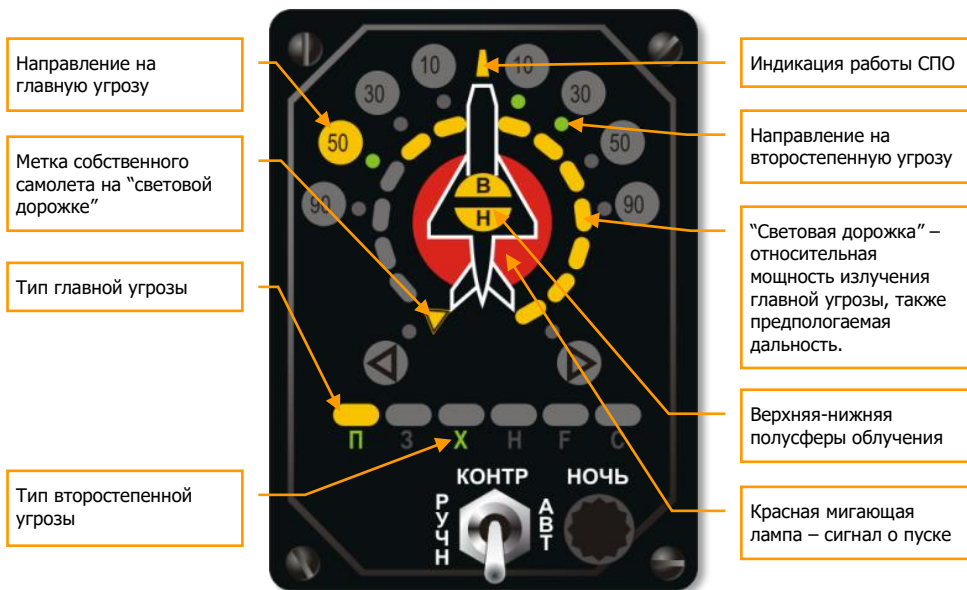 Направление на
главную угрозу
Метка собственного
самолета на “световой
дорожке”
Тип главной угрозы
Тип второстепенной
угрозы
10
10
30
30
50
50
90
90
В
Н
П
З
Х
Н
F
С
КОНТР
НОЧЬ
РУЧН
АВТ
Индикация работы СПО
Направление на
второстепенную угрозу
“Световая дорожка” –
относительная
мощность излучения
главной угрозы, также
предпологаемая
дальность.
Верхняя-нижняя
полусферы облучения
Красная мигающая
лампа – сигнал о пуске